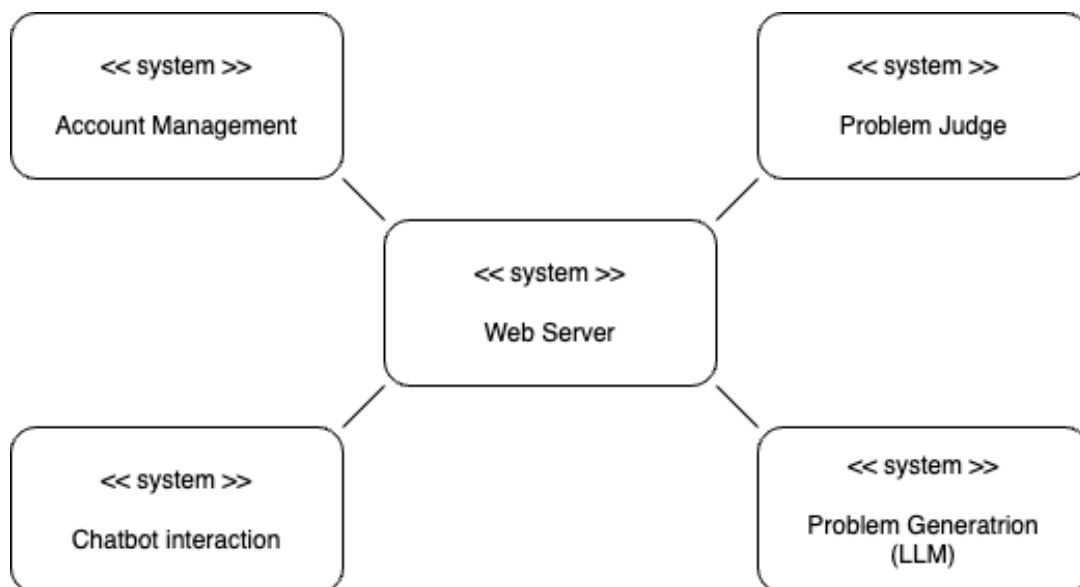 << system >>
Account Management
<< system >>
Problem Judge
<< system >>
Web Server
<< system >>
Chatbot interaction
<< system >>
Problem Generatrion
(LLM)